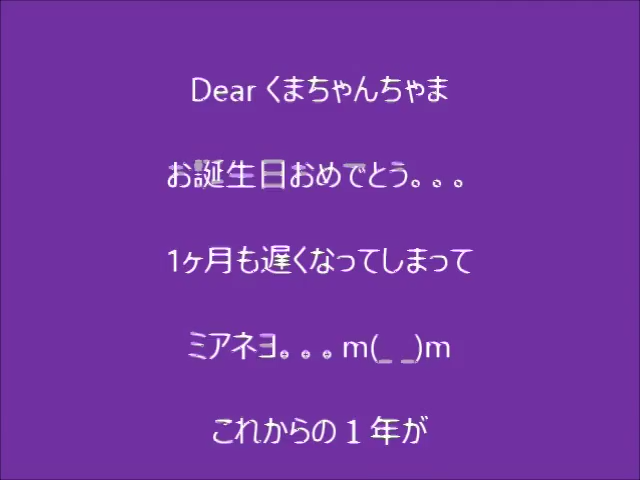 Dear くまちゃんちゃま
お誕生日おめでとう。。。
1ヶ月も遅くなってしまって
ミアネヨ。。。m(_ _)m
これからの1年が